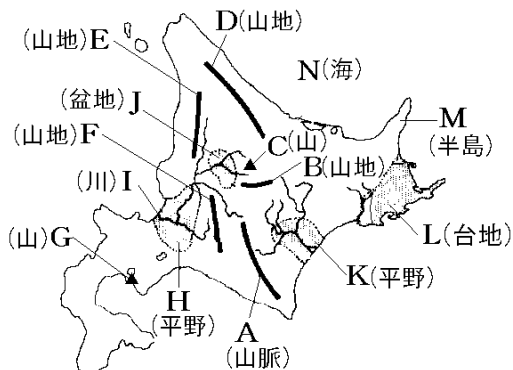 D(山地)
(山地)E
N(海)
(盆地)J
M
(半島)
(山地)F
C(山)
B(山地)
(川)I
L(台地)
(山)G
K(平野)
H
(平野)
A
(山脈)